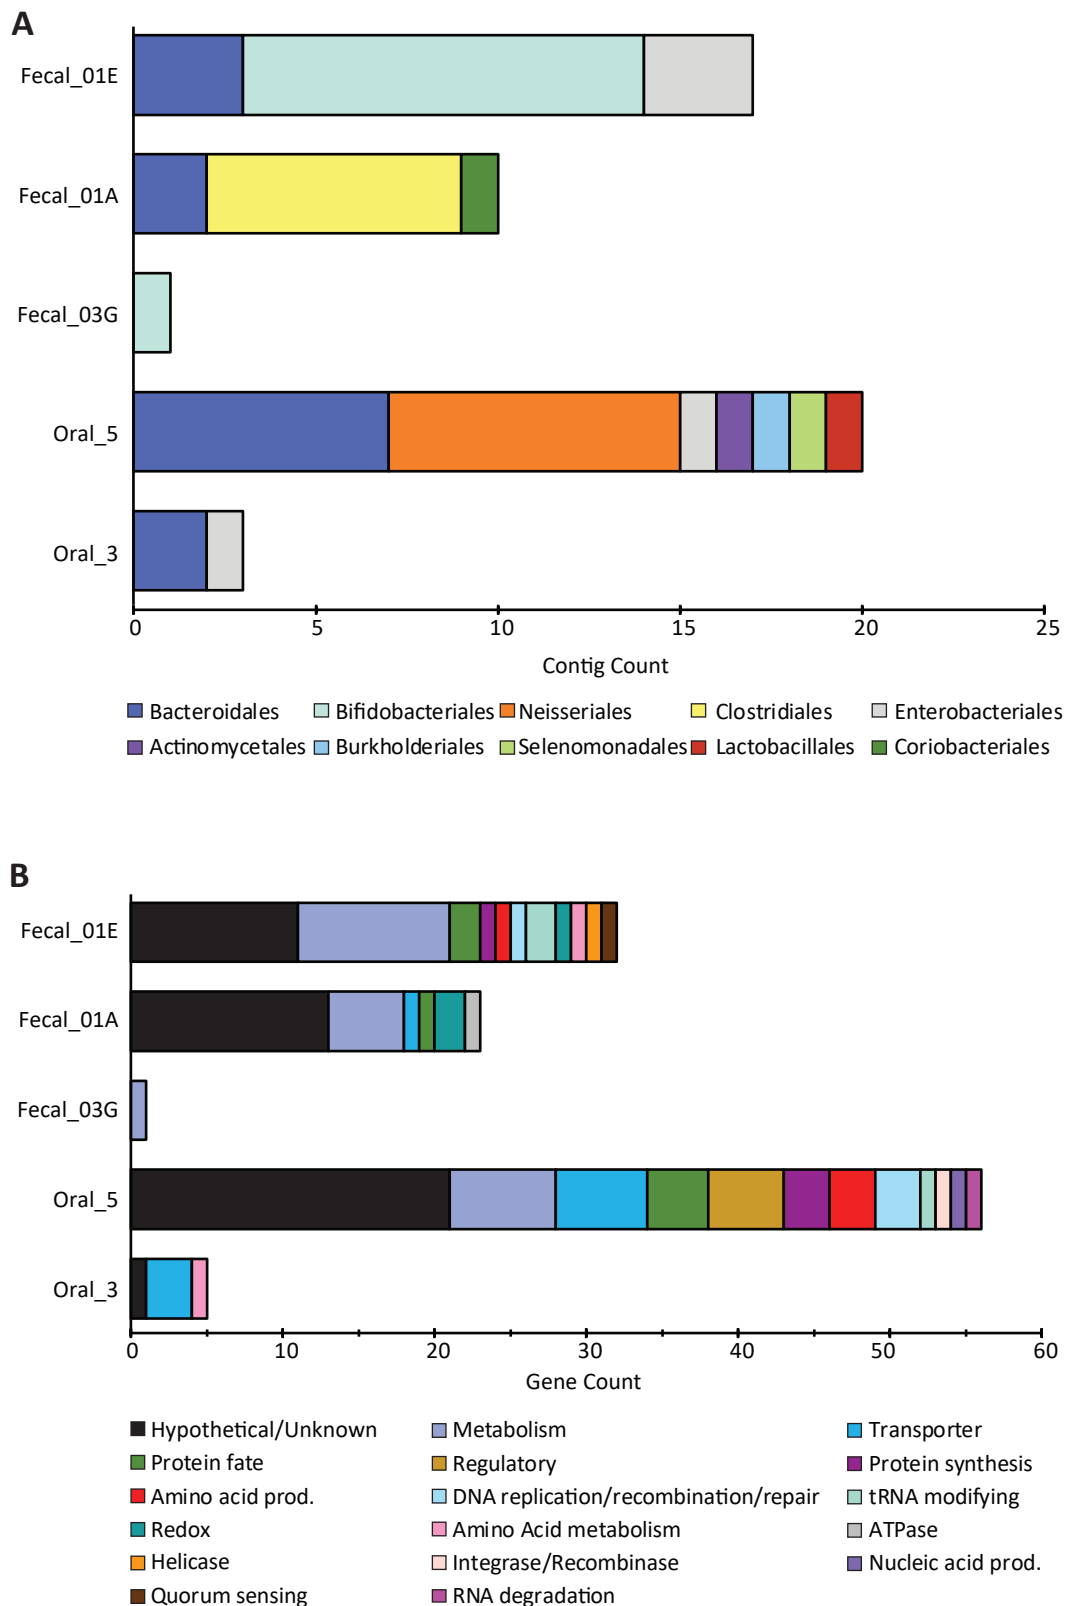 A
Fecal_01E
Fecal_01A
Fecal_03G
Oral_5
Oral_3
0 5 10 15 20 25
Contig Count
Bacteroidales Bifidobacteriales Neisseriales Clostridiales Enterobacteriales
Actinomycetales Burkholderiales Selenomonadales Lactobacillales Coriobacteriales
B
Fecal_01E
Fecal_01A
Fecal_03G
Oral_5
Oral_3
0 10 20 30 40 50 60
Gene Count
Hypothetical/Unknown Metabolism Transporter
Protein fate Regulatory Protein synthesis
Amino acid prod. DNA replication/recombination/repair tRNA modifying
Redox Amino Acid metabolism ATPase
Helicase Integrase/Recombinase Nucleic acid prod.
Quorum sensing RNA degradation